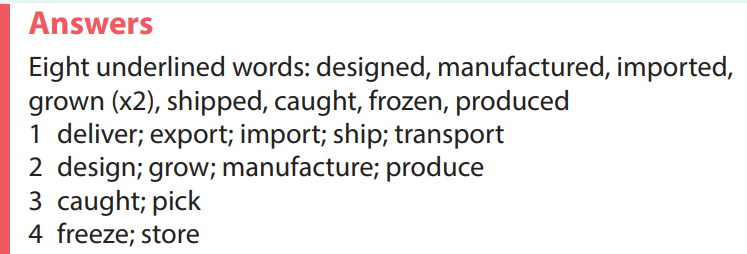 Answers
Eight underlined words: designed, manufactured, imported,
grown (x2), shipped, caught, frozen, produced
1 deliver; export; import; ship; transport
2 design; grow; manufacture; produce
3 caught; pick
4 freeze; store